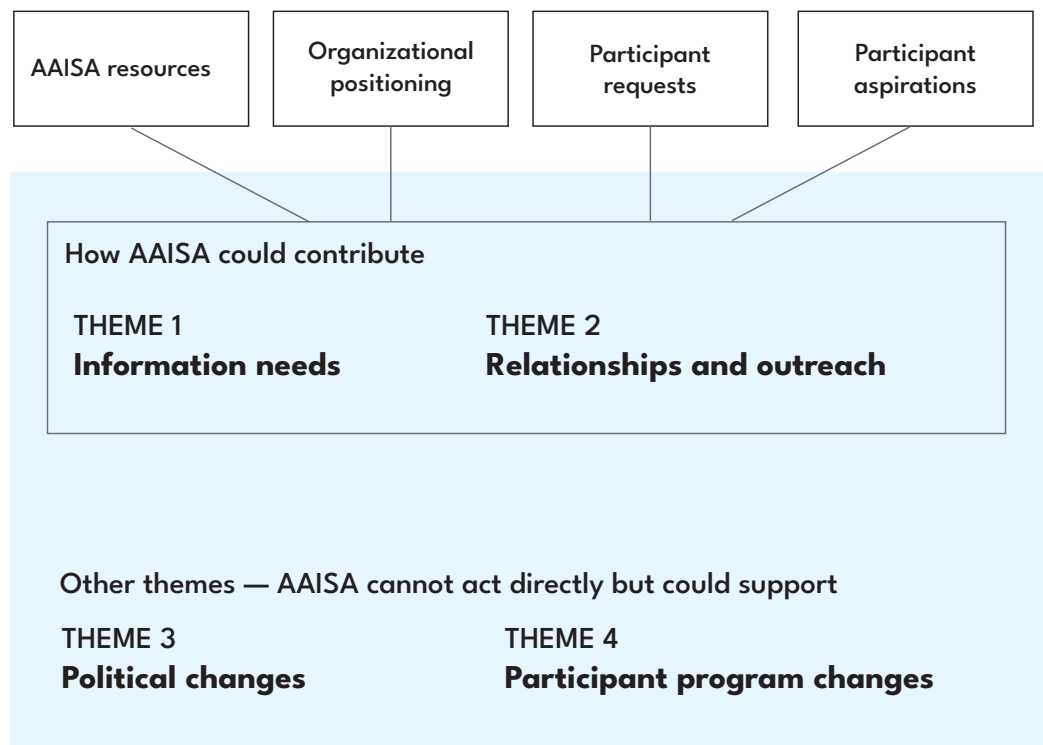 AAISA resources
Organizational
positioning
Participant
requests
Participant
aspirations
How AAISA could contribute
THEME 1
Information needs
THEME 2
Relationships and outreach
Other themes — AAISA cannot act directly but could support
THEME 3
Political changes
THEME 4
Participant program changes